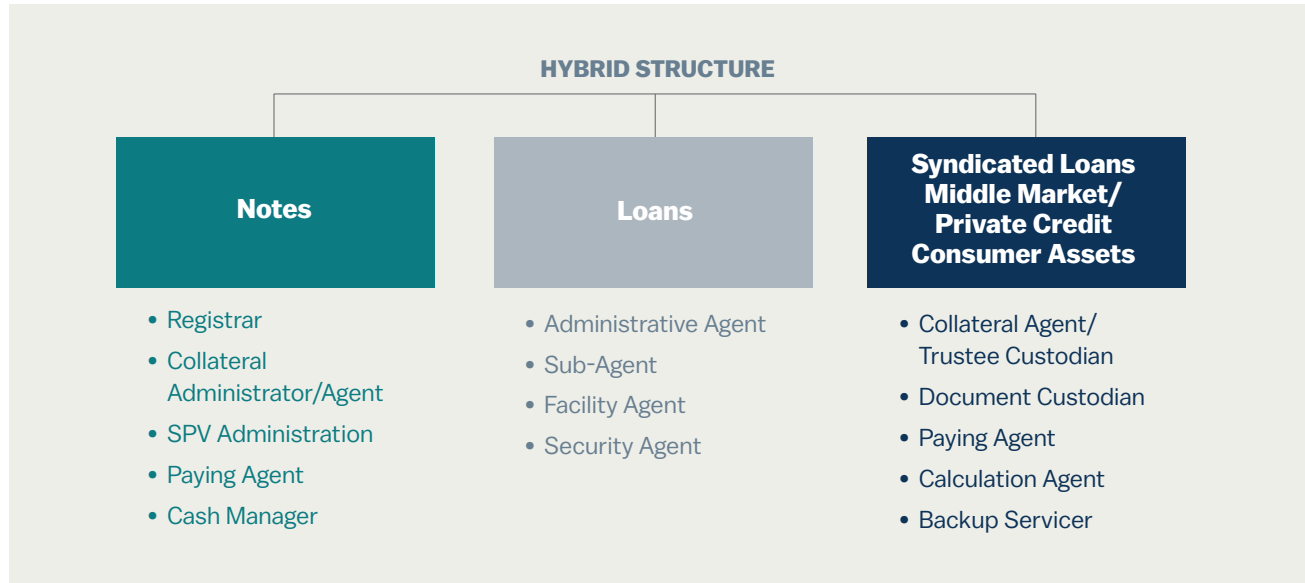 HYBRID STRUCTURE
Notes
• Registrar
• Collateral
Administrator/Agent
• SPV Administration
• Paying Agent
• Cash Manager
Loans
• Administrative Agent
• Sub-Agent
• Facility Agent
• Security Agent
Syndicated Loans
Middle Market/
Private Credit
Consumer Assets
• Collateral Agent/
Trustee Custodian
• Document Custodian
• Paying Agent
• Calculation Agent
• Backup Servicer